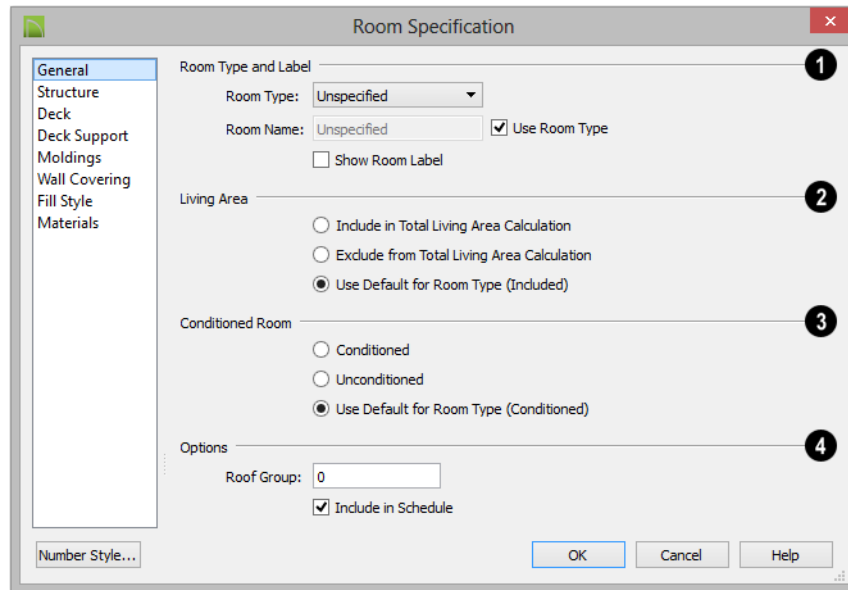 Room Specification
General
Structure
Deck
Deck Support
Moldings
Wall Covering
Fill Style
Materials
Room Type and Label 1
Room Type: Unspecified
Room Name: Unspecified Use Room Type
Show Room Label
Living Area 2
Include in Total Living Area Calculation
Exclude from Total Living Area Calculation
Use Default for Room Type (Included)
Conditioned Room 3
Conditioned
Unconditioned
Use Default for Room Type (Conditioned)
Options 4
Roof Group: 0
Include in Schedule
Number Style... OK Cancel Help